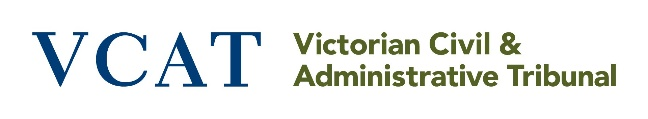 VCAT
Victorian Civil &
Administrative Tribunal